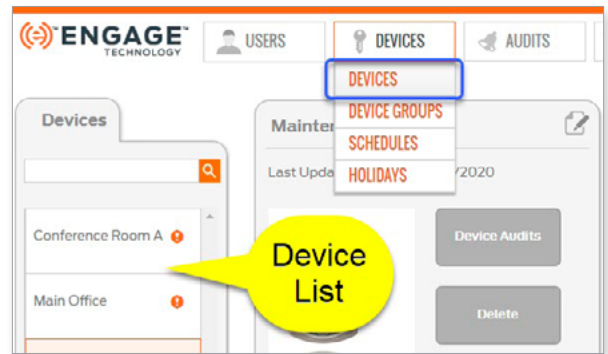 ENGAGE™
TECHNOLOGY
USERS
DEVICES
AUDITS
DEVICES
DEVICE GROUPS
SCHEDULES
HOLIDAYS
Devices
Conference Room A
Main Office
Device
List
Mainte
Last Upda
/2020
Device Audits
Delete